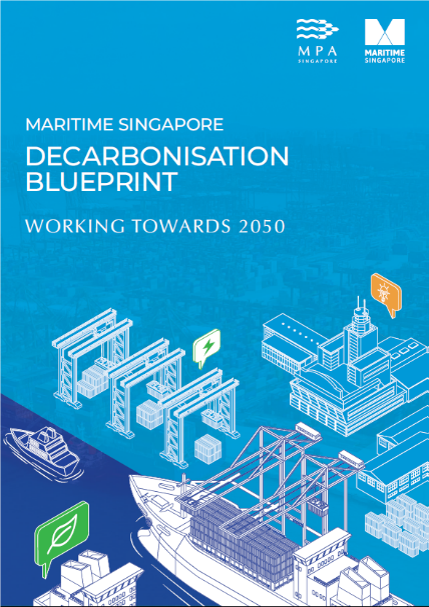 MPA
SINGAPORE
MARITIME
SINGAPORE
MARITIME SINGAPORE
DECARBONISATION
BLUEPRINT
WORKING TOWARDS 2050